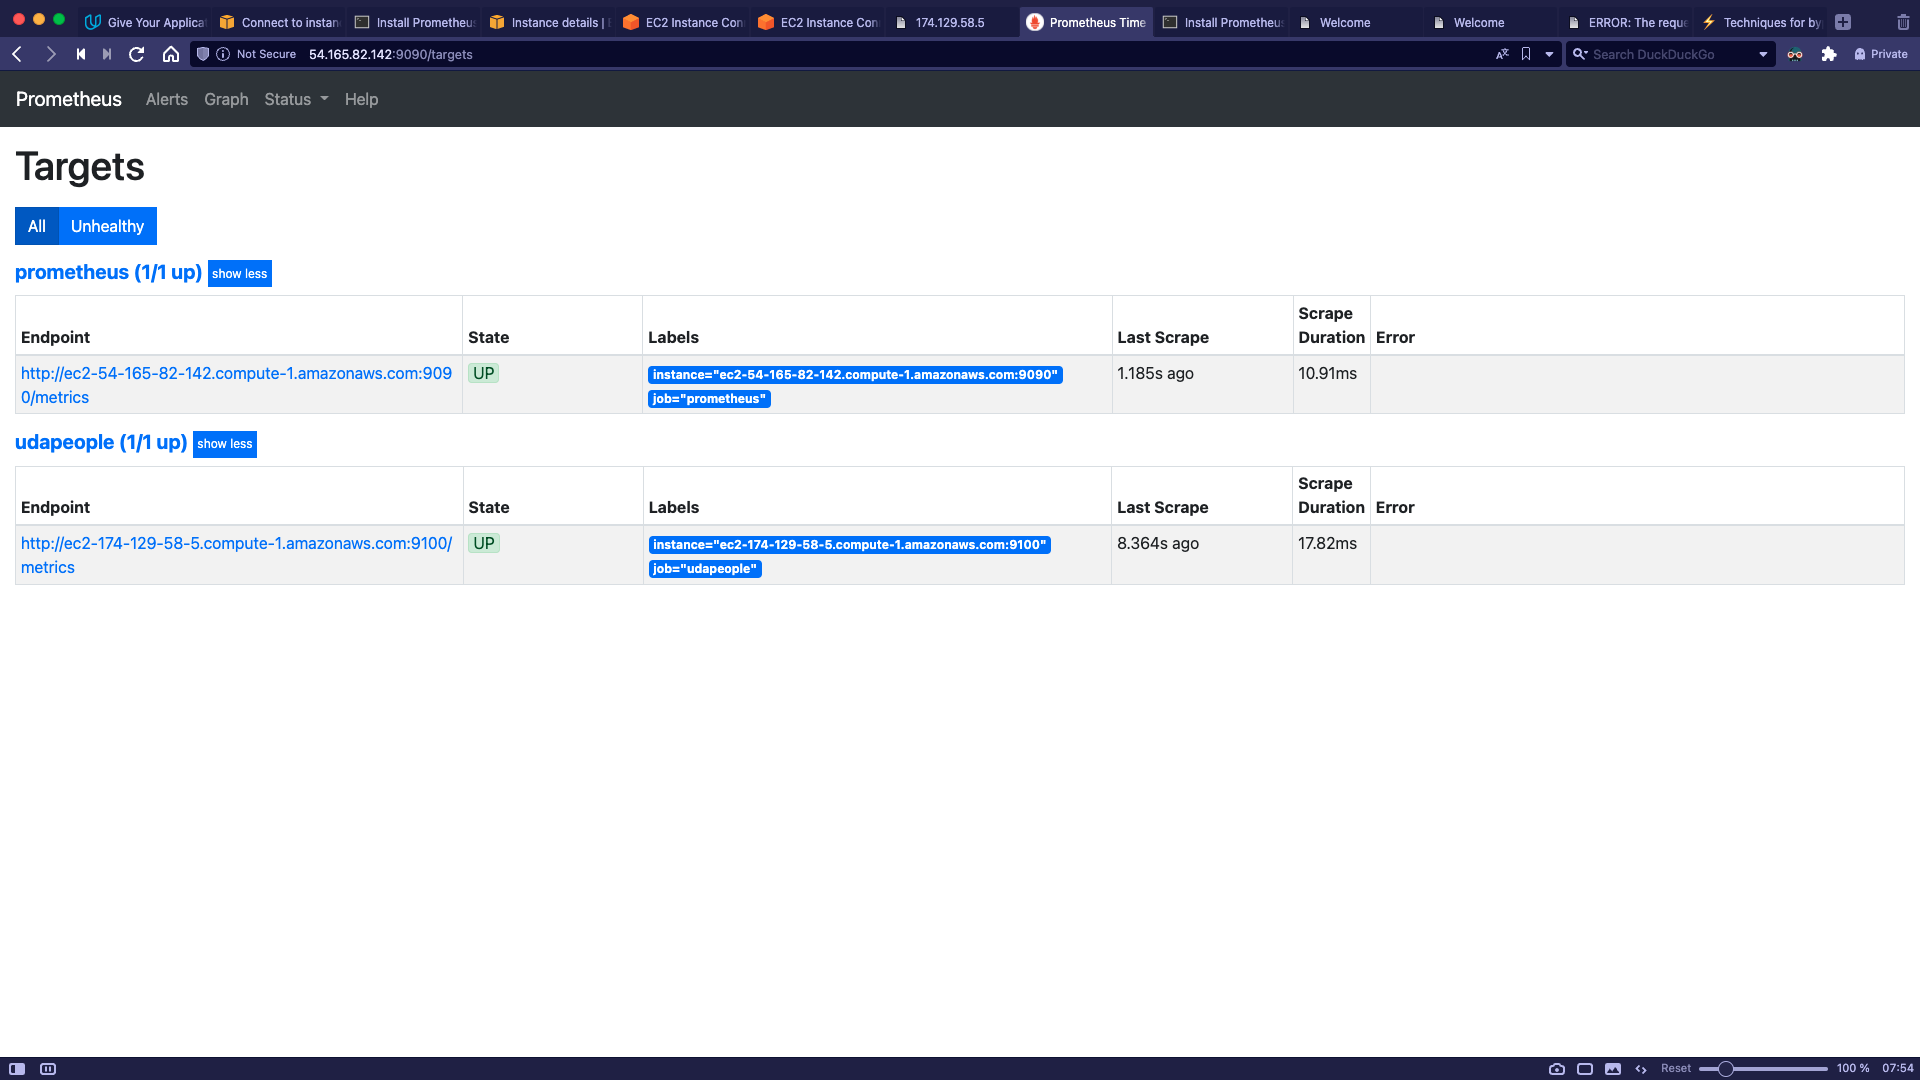 Give Your Applicat
Connect to instan
Install Prometheus
Instance details | E
EC2 Instance Con
EC2 Instance Con
174.129.58.5
Prometheus Time
Install Prometheus
Welcome
Welcome
ERROR: The reque
Techniques for by
Not Secure 54.165.82.142:9090/targets
Search DuckDuckGo
Private
Prometheus Alerts Graph Status Help
Targets
All Unhealthy
prometheus (1/1 up) show less
Endpoint State Labels Last Scrape Scrape Duration Error
http://ec2-54-165-82-142.compute-1.amazonaws.com:909
0/metrics
UP
instance="ec2-54-165-82-142.compute-1.amazonaws.com:9090"
job="prometheus"
1.185s ago
10.91ms
udapeople (1/1 up) show less
Endpoint State Labels Last Scrape Scrape Duration Error
http://ec2-174-129-58-5.compute-1.amazonaws.com:9100/
metrics
UP
instance="ec2-174-129-58-5.compute-1.amazonaws.com:9100"
job="udapeople"
8.364s ago
17.82ms
Reset 100 % 07:54